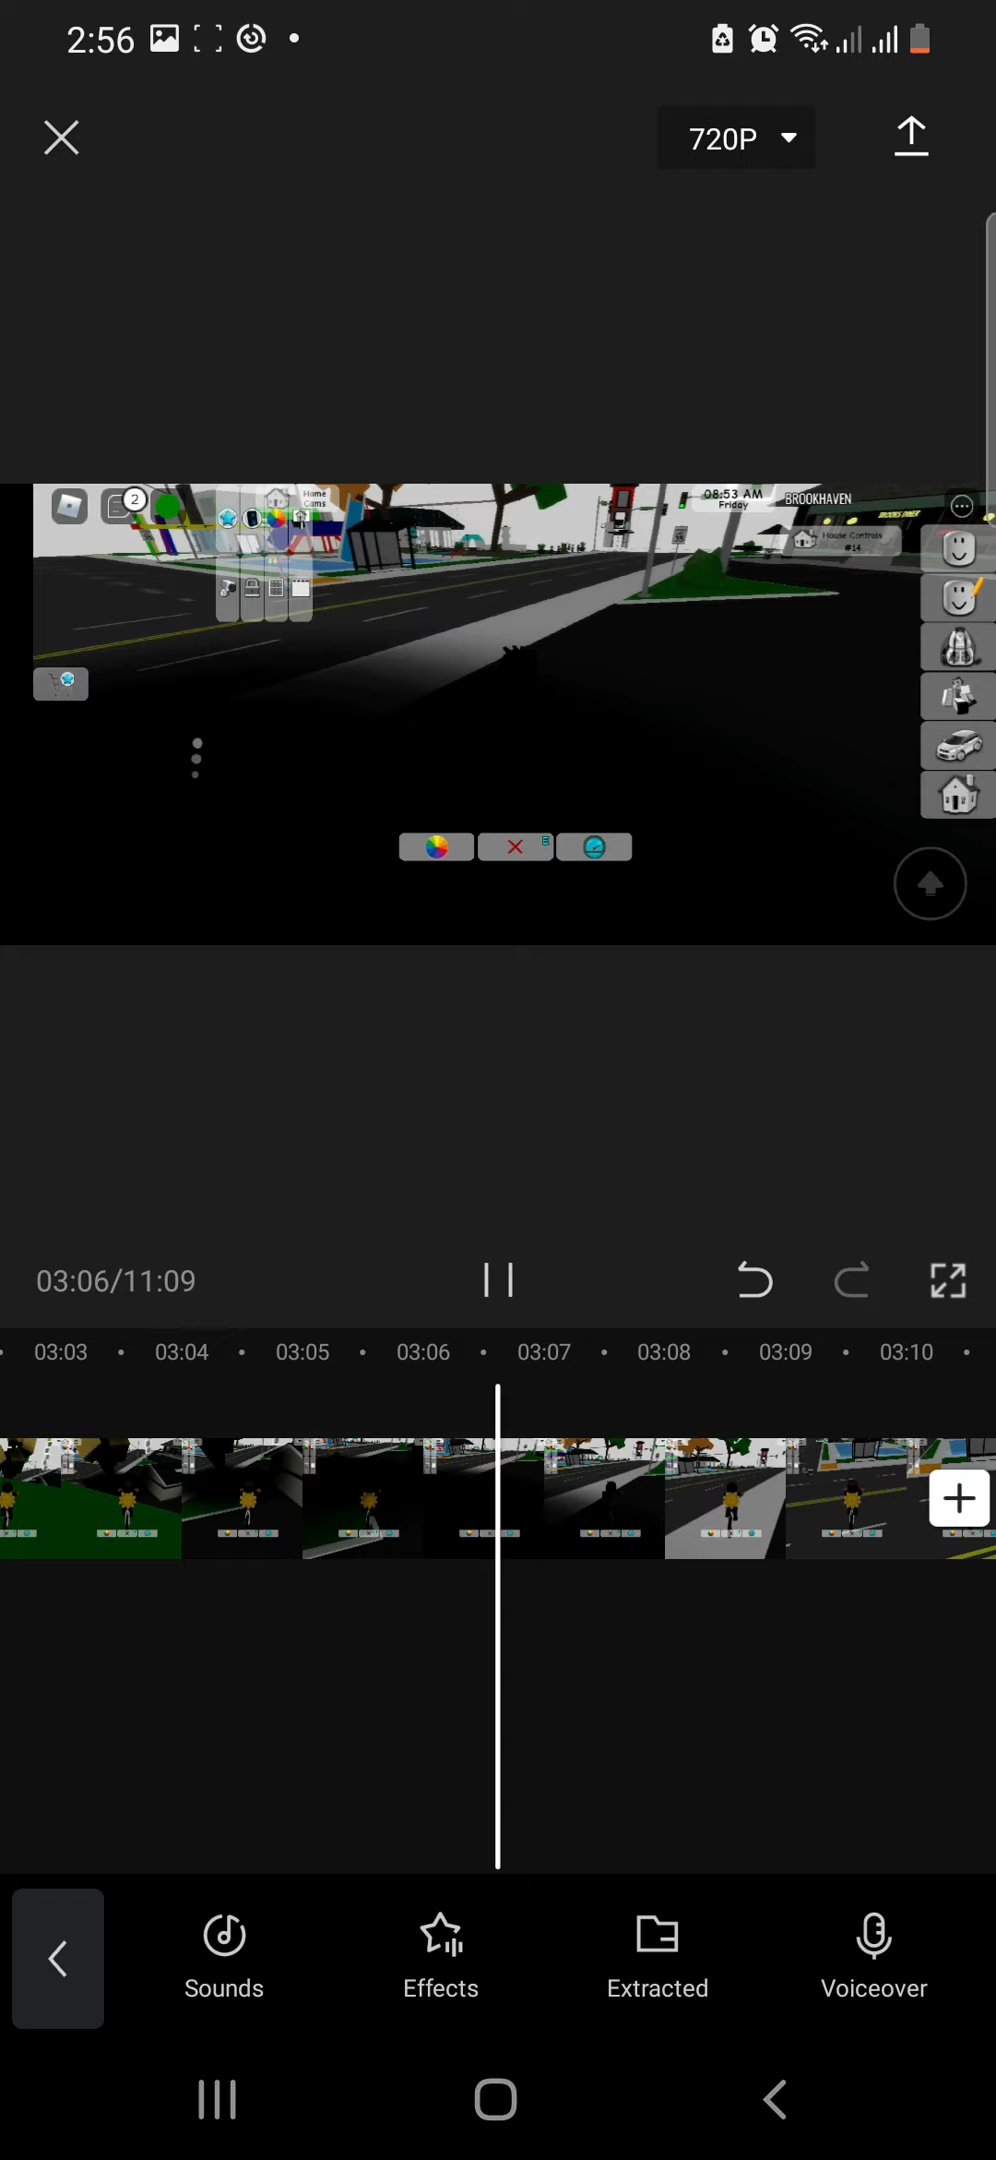 2:56
720P
2
Home
Cams
08:53 AM
Friday
BROOKHAVEN
BROOKS DINER
House Controls
#14
E
03:06/11:09
03:03
03:04
03:05
03:06
03:07
03:08
03:09
03:10
Sounds
Effects
Extracted
Voiceover